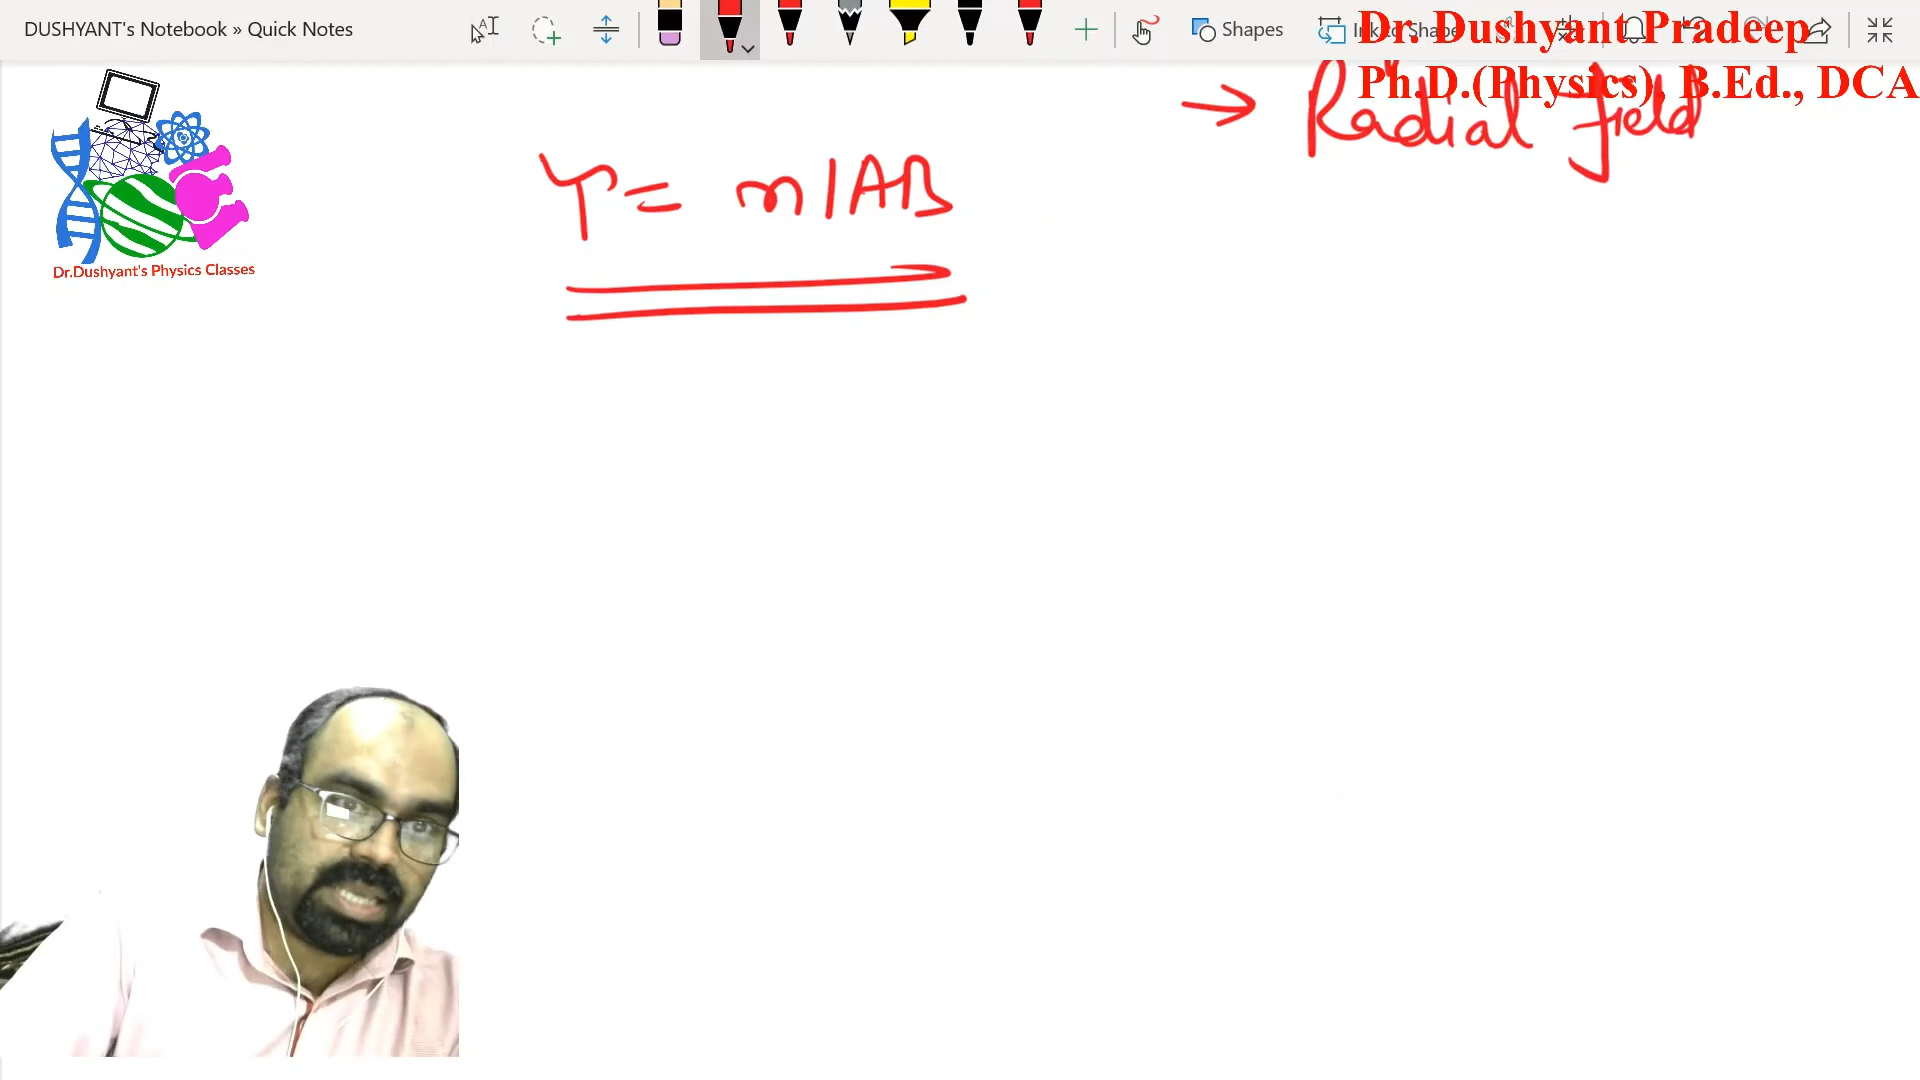 DUSHYANT's Notebook » Quick Notes
Shapes
Dr. Dushyant Pradeep
Ph.D.(Physics), B.Ed., DCA
→ Radial field
τ = nIAB
Dr.Dushyant's Physics Classes